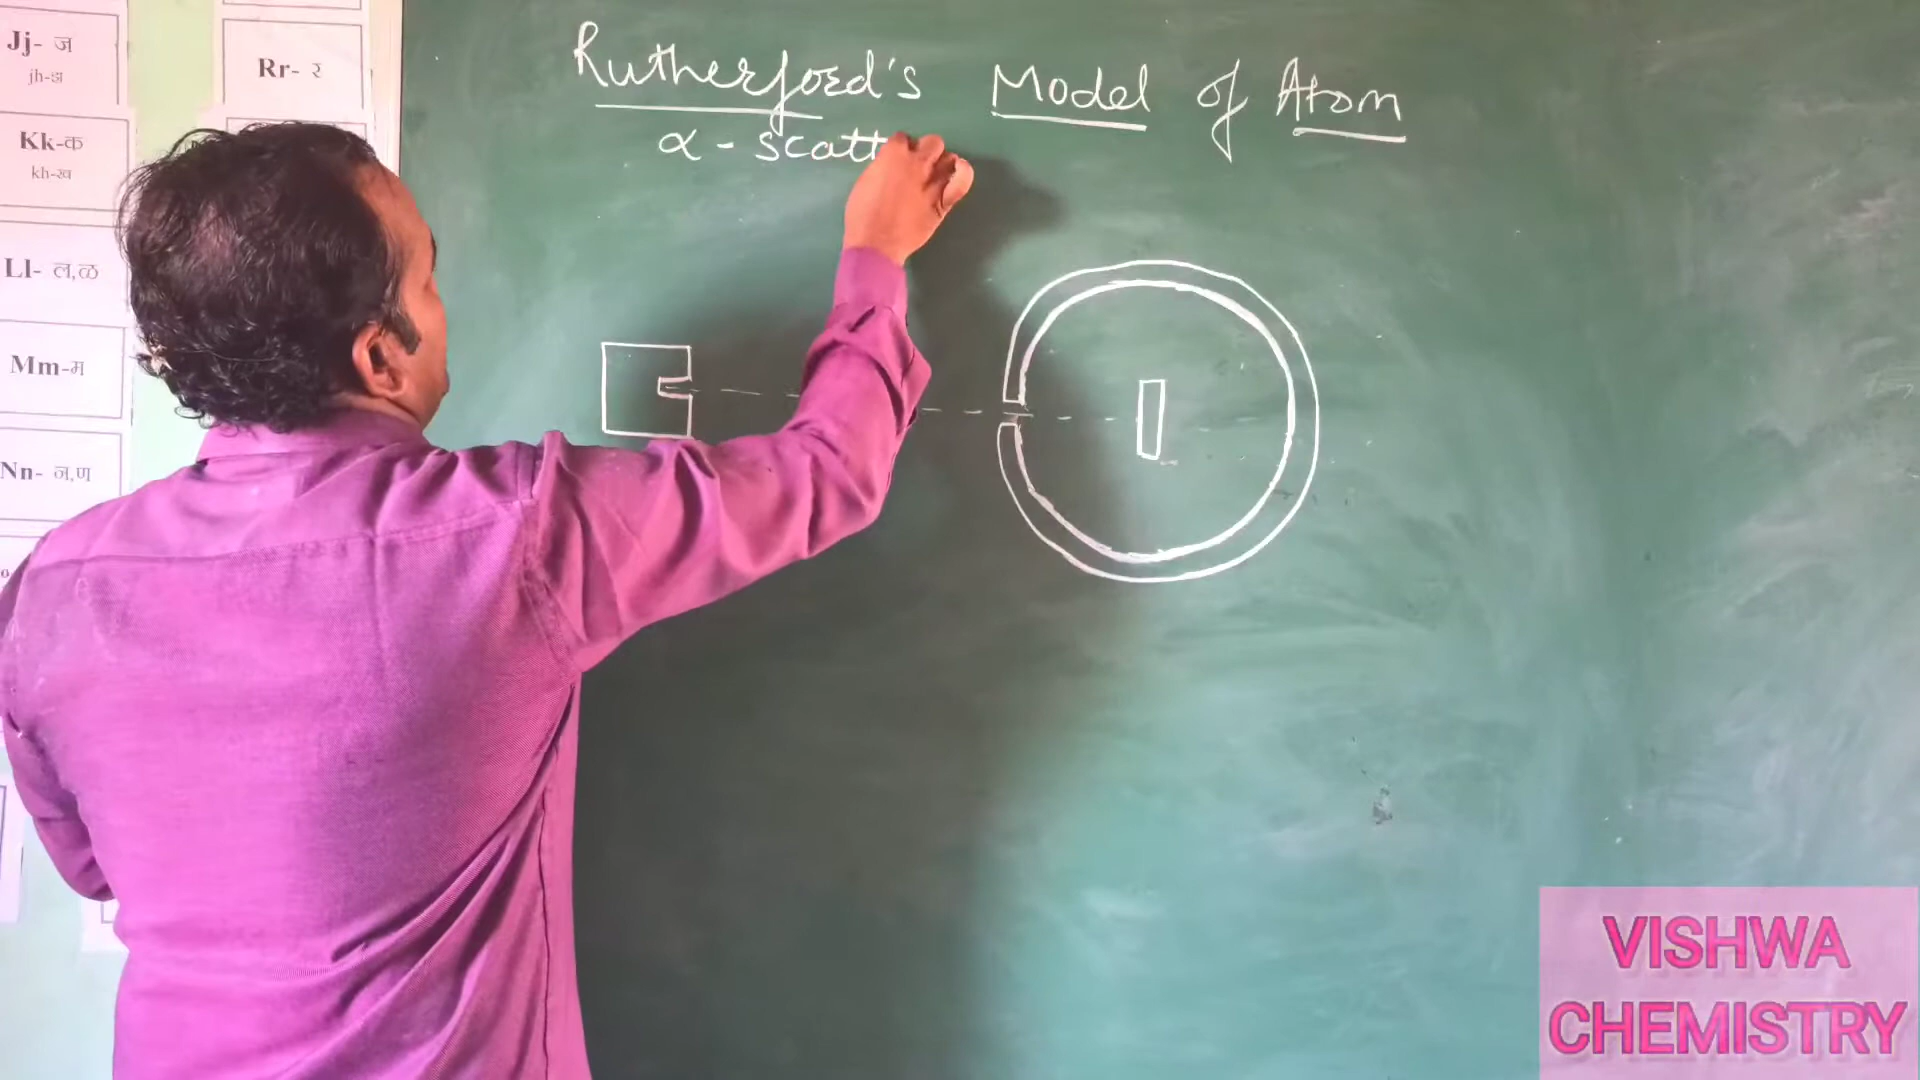 Jj- ज
jh-झ
Kk-क
kh-ख
Ll- ल,ळ
Mm-म
Nn- न,ण
Rr- र
Rutherford's Model of Atom
α - scatt
VISHWA
CHEMISTRY